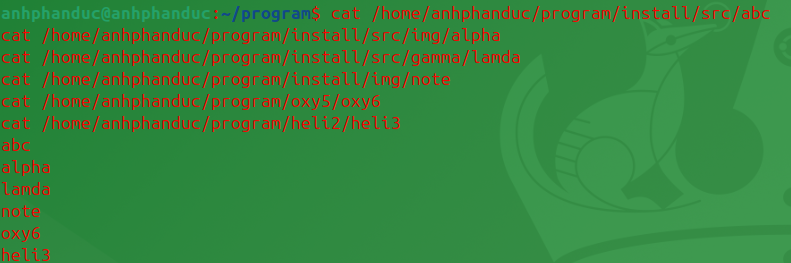 anhphanduc@anhphanduc:~/program$ cat /home/anhphanduc/program/install/src/abc
cat /home/anhphanduc/program/install/src/img/alpha
cat /home/anhphanduc/program/install/src/gamma/lamda
cat /home/anhphanduc/program/install/img/note
cat /home/anhphanduc/program/oxy5/oxy6
cat /home/anhphanduc/program/heli2/heli3
abc
alpha
lamda
note
oxy6
heli3